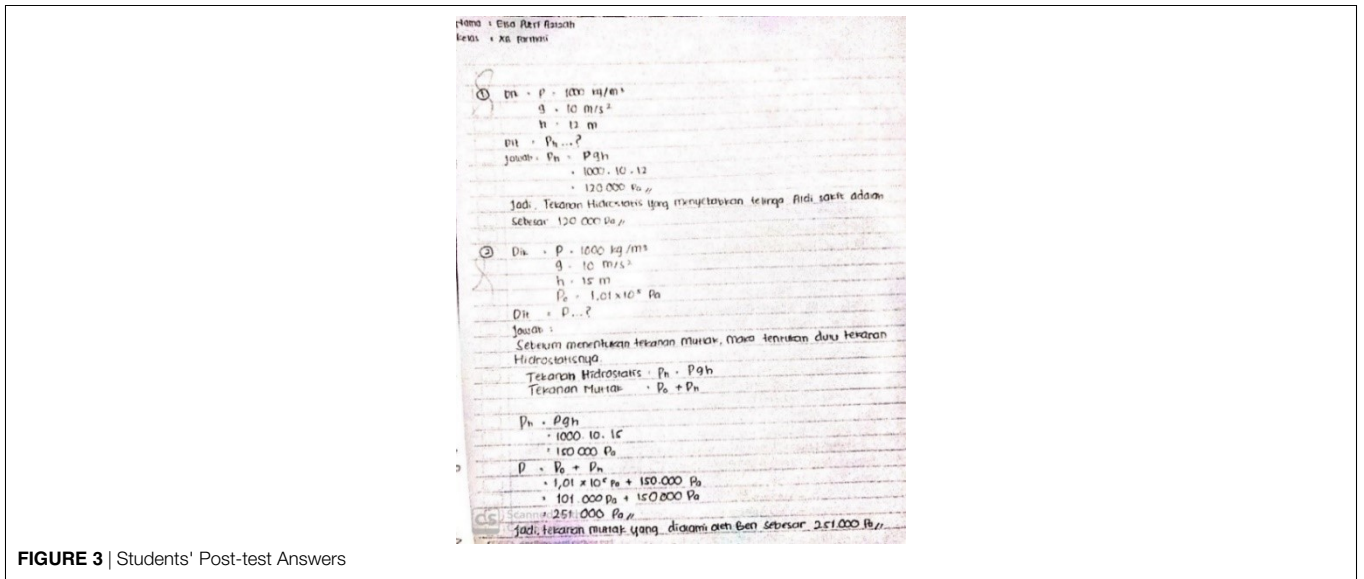 Nama :
Kelas : XII Farmasi
① Dik : ρ = 1000 kg/m³
g = 10 m/s²
h = 12 m
Dit : Ph ...?
Jawab : Ph = ρgh
= 1000 . 10 . 12
= 120 000 Pa //
Jadi, Tekanan Hidrostatis yang menyebabkan telinga Ardi sakit adalah
Sebesar 120 000 Pa //
② Dik : ρ = 1000 kg/m³
g = 10 m/s²
h = 15 m
P₀ = 1,01 x 10⁵ Pa
Dit : P...?
Jawab :
Sebelum menentukan tekanan mutlak, maka tentukan dulu tekanan
Hidrostatisnya.
Tekanan Hidrostatis : Ph = ρgh
Tekanan Mutlak = P₀ + Ph
Ph = ρgh
= 1000 . 10 . 15
= 150 000 Pa
P = P₀ + Ph
= 1,01 x 10⁵ Pa + 150.000 Pa
= 101.000 Pa + 150 000 Pa
= 251.000 Pa //
Jadi, tekanan mutlak yang dialami oleh Ben sebesar 251.000 Pa //
CS Scanned
FIGURE 3 | Students' Post-test Answers